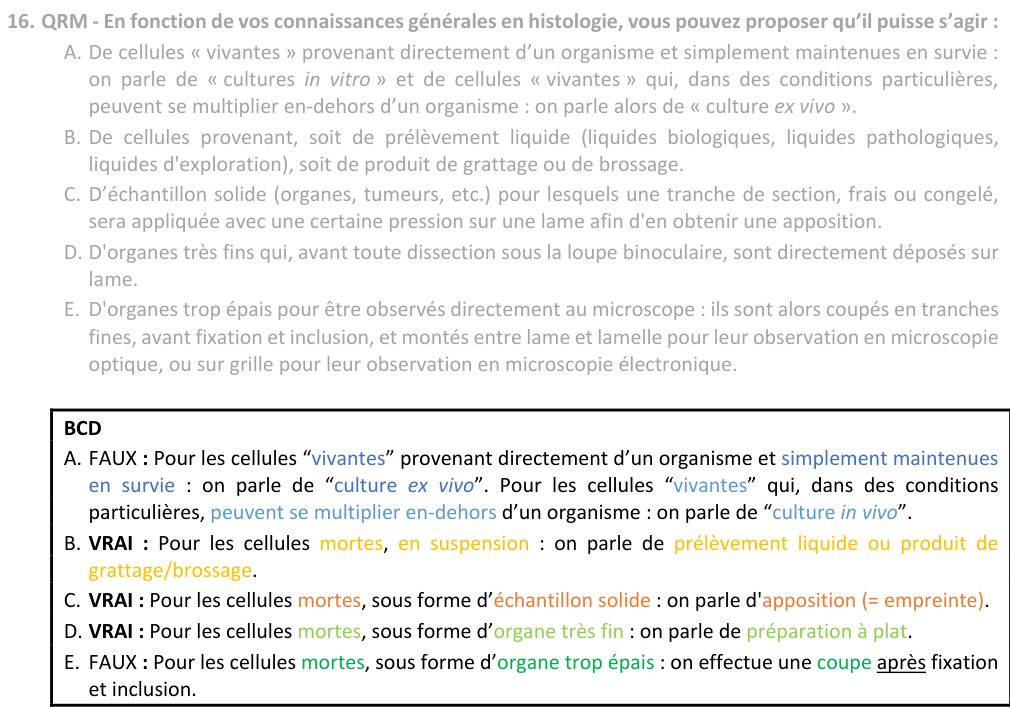 16. QRM - En fonction de vos connaissances générales en histologie, vous pouvez proposer qu’il puisse s’agir :
A. De cellules « vivantes » provenant directement d’un organisme et simplement maintenues en survie :
on parle de « cultures in vitro » et de cellules « vivantes » qui, dans des conditions particulières,
peuvent se multiplier en-dehors d’un organisme : on parle alors de « culture ex vivo ».
B. De cellules provenant, soit de prélèvement liquide (liquides biologiques, liquides pathologiques,
liquides d'exploration), soit de produit de grattage ou de brossage.
C. D’échantillon solide (organes, tumeurs, etc.) pour lesquels une tranche de section, frais ou congelé,
sera appliquée avec une certaine pression sur une lame afin d'en obtenir une apposition.
D. D'organes très fins qui, avant toute dissection sous la loupe binoculaire, sont directement déposés sur
lame.
E. D'organes trop épais pour être observés directement au microscope : ils sont alors coupés en tranches
fines, avant fixation et inclusion, et montés entre lame et lamelle pour leur observation en microscopie
optique, ou sur grille pour leur observation en microscopie électronique.
BCD
A. FAUX : Pour les cellules “vivantes” provenant directement d’un organisme et simplement maintenues
en survie : on parle de “culture ex vivo”. Pour les cellules “vivantes” qui, dans des conditions
particulières, peuvent se multiplier en-dehors d’un organisme : on parle de “culture in vivo”.
B. VRAI : Pour les cellules mortes, en suspension : on parle de prélèvement liquide ou produit de
grattage/brossage.
C. VRAI : Pour les cellules mortes, sous forme d’échantillon solide : on parle d'apposition (= empreinte).
D. VRAI : Pour les cellules mortes, sous forme d’organe très fin : on parle de préparation à plat.
E. FAUX : Pour les cellules mortes, sous forme d’organe trop épais : on effectue une coupe après fixation
et inclusion.